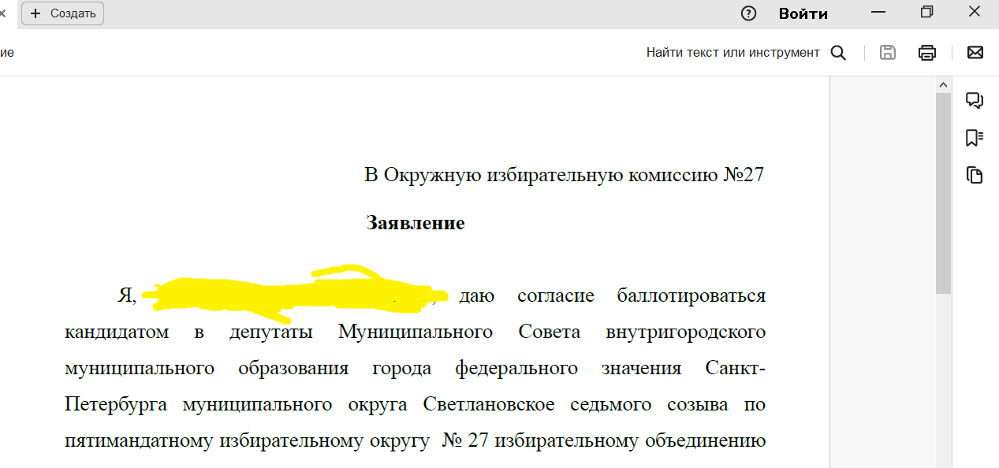 Создать
Войти
ие
Найти текст или инструмент
В Окружную избирательную комиссию №27
Заявление
Я, даю согласие баллотироваться
кандидатом в депутаты Муниципального Совета внутригородского
муниципального образования города федерального значения Санкт-
Петербурга муниципального округа Светлановское седьмого созыва по
пятимандатному избирательному округу № 27 избирательному объединению